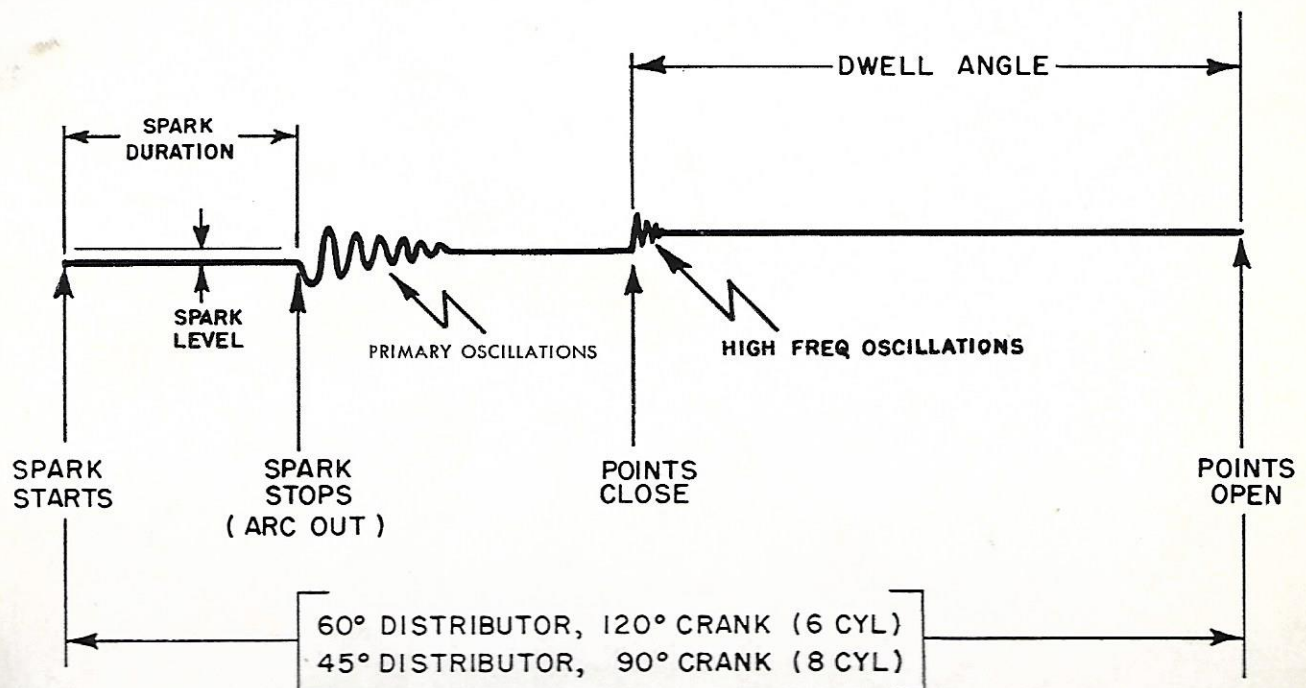 DWELL ANGLE
SPARK
DURATION
SPARK
LEVEL
PRIMARY OSCILLATIONS
HIGH FREQ OSCILLATIONS
SPARK
STARTS
SPARK
STOPS
( ARC OUT )
POINTS
CLOSE
POINTS
OPEN
60° DISTRIBUTOR, 120° CRANK (6 CYL)
45° DISTRIBUTOR, 90° CRANK (8 CYL)